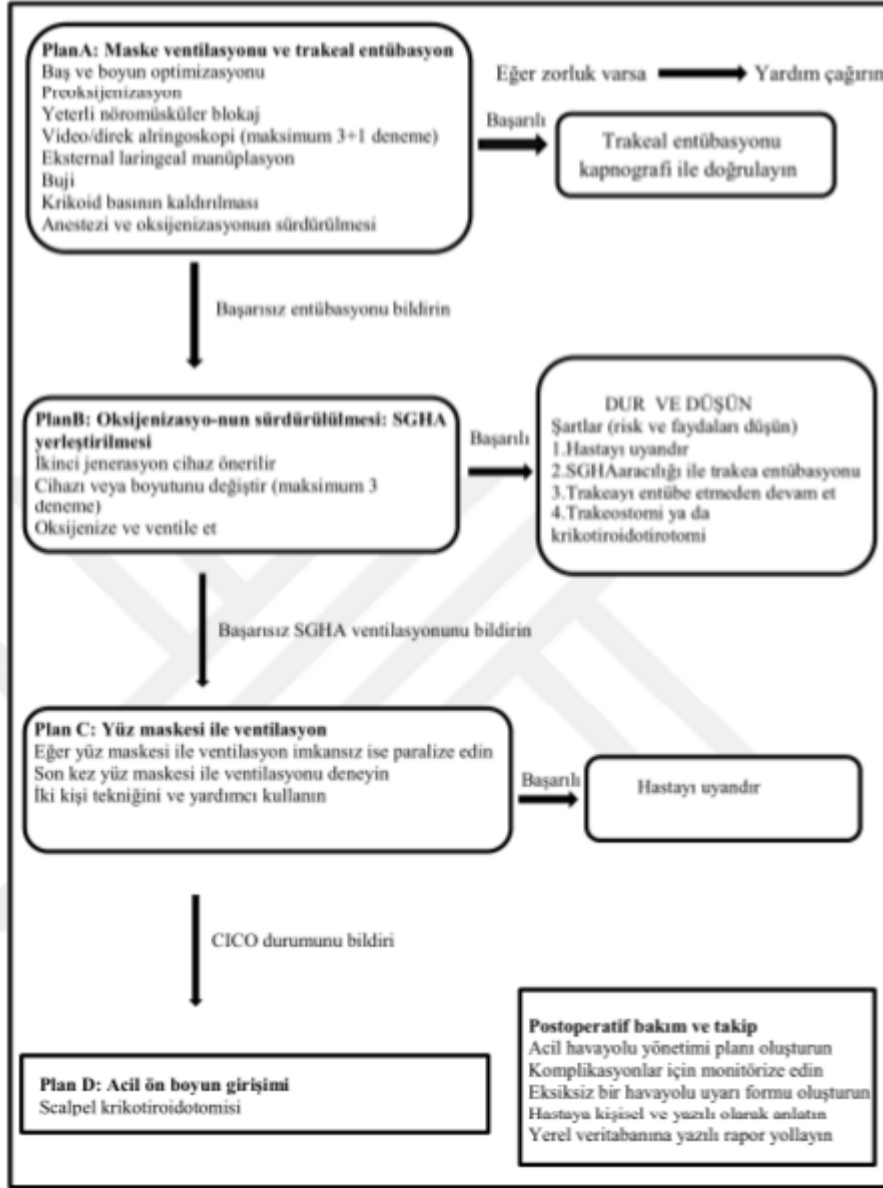 PlanA: Maske ventilasyonu ve trakeal entübasyon
Baş ve boyun optimizasyonu
Preoksijenizasyon
Yeterli nöromüsküler blokaj
Video/direk alringoskopi (maksimum 3+1 deneme)
Eksternal laringeal manüplasyon
Buji
Krikoid basının kaldırılması
Anestezi ve oksijenizasyonun sürdürülmesi
Eğer zorluk varsa
Yardım çağırın
Başarılı
Trakeal entübasyonu
kapnografi ile doğrulayın
Başarısız entübasyonu bildirin
PlanB: Oksijenizasyo-nun sürdürülülmesi: SGHA
yerleştirilmesi
İkinci jenerasyon cihaz önerilir
Cihazı veya boyutunu değiştir (maksimum 3
deneme)
Oksijenize ve ventile et
Başarılı
DUR VE DÜŞÜN
Şartlar (risk ve faydaları düşün)
1.Hastayı uyandır
2.SGHAaracılığı ile trakea entübasyonu
3.Trakeayı entübe etmeden devam et
4.Trakeostomi ya da
krikotiroidotirotomi
Başarısız SGHA ventilasyonunu bildirin
Plan C: Yüz maskesi ile ventilasyon
Eğer yüz maskesi ile ventilasyon imkansız ise paralize edin
Son kez yüz maskesi ile ventilasyonu deneyin
İki kişi tekniğini ve yardımcı kullanın
Başarılı
Hastayı uyandır
CICO durumunu bildiri
Plan D: Acil ön boyun girişimi
Scalpel krikotiroidotomisi
Postoperatif bakım ve takip
Acil havayolu yönetimi planı oluşturun
Komplikasyonlar için monitörize edin
Eksiksiz bir havayolu uyarı formu oluşturun
Hastaya kişisel ve yazılı olarak anlatın
Yerel veritabanına yazılı rapor yollayın